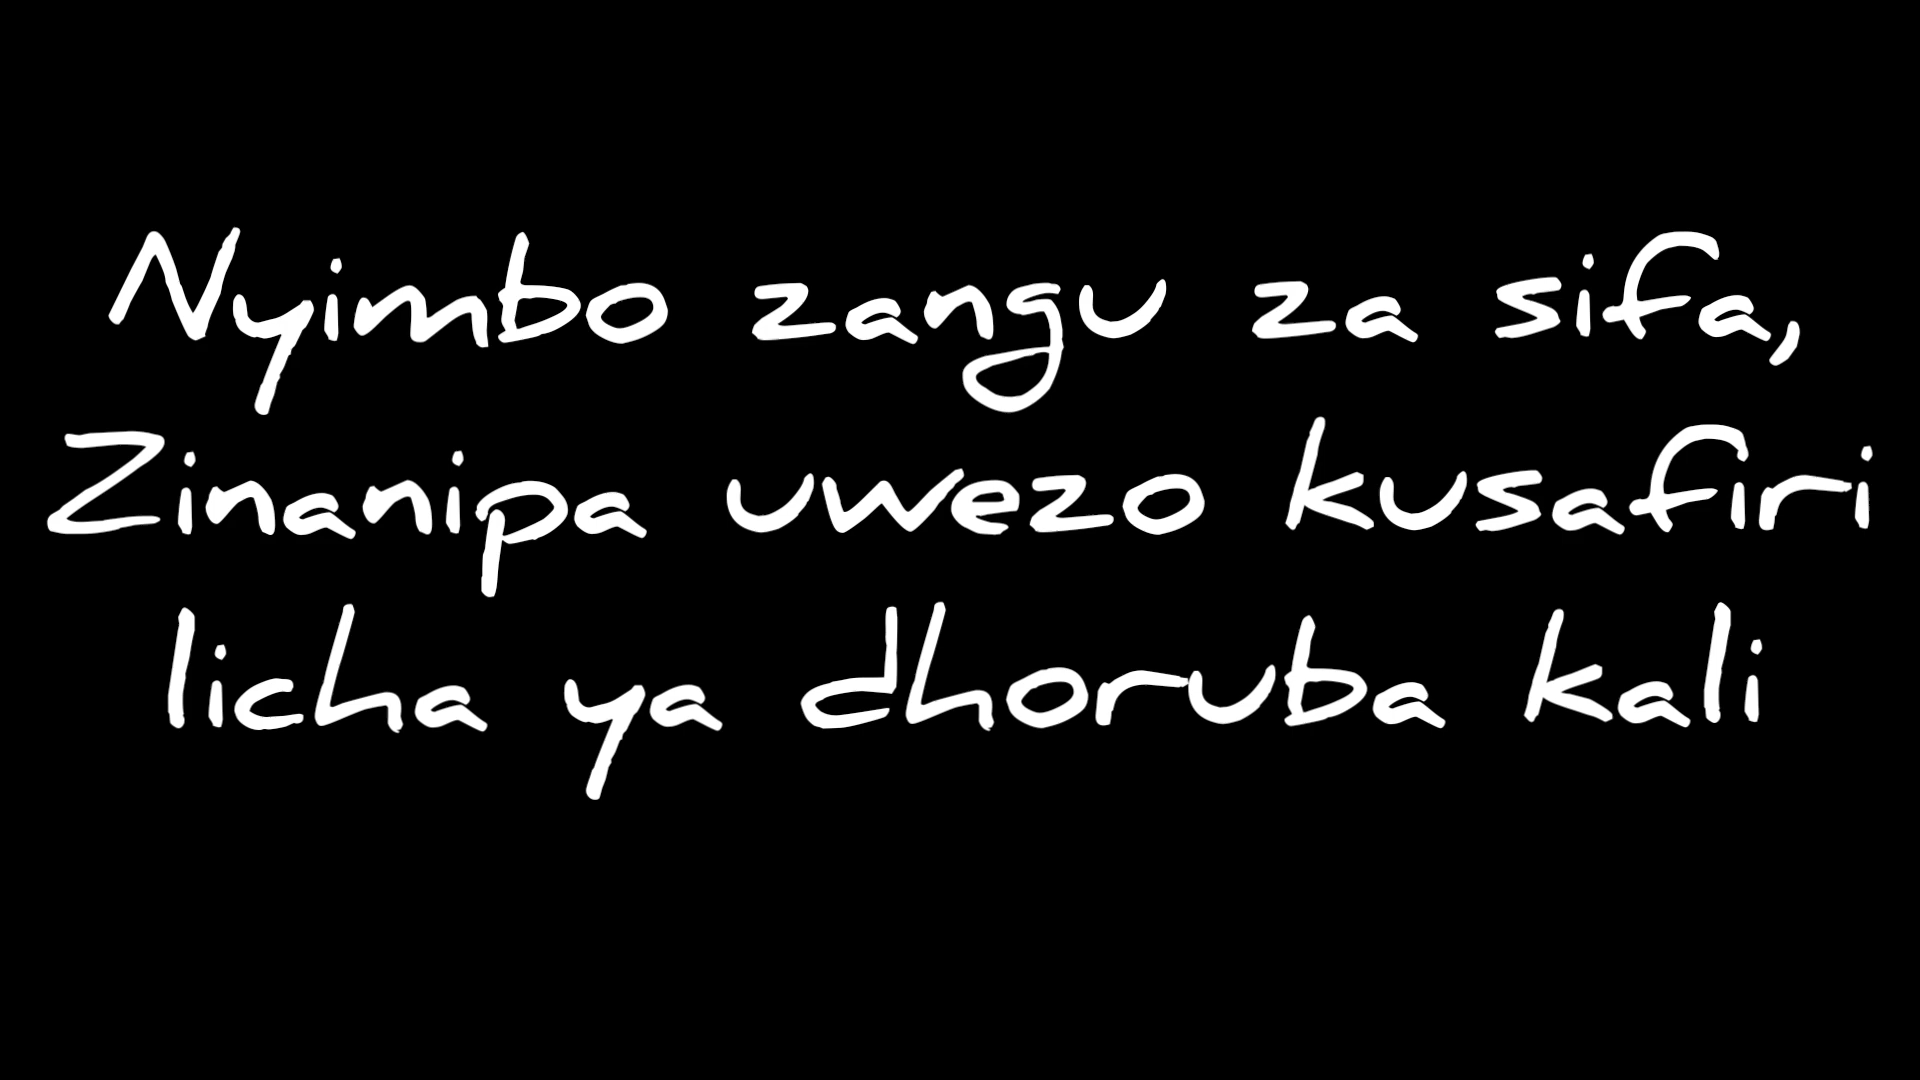 Nyimbo zangu za sifa,
Zinanipa uwezo kusafiri
licha ya dhoruba kali